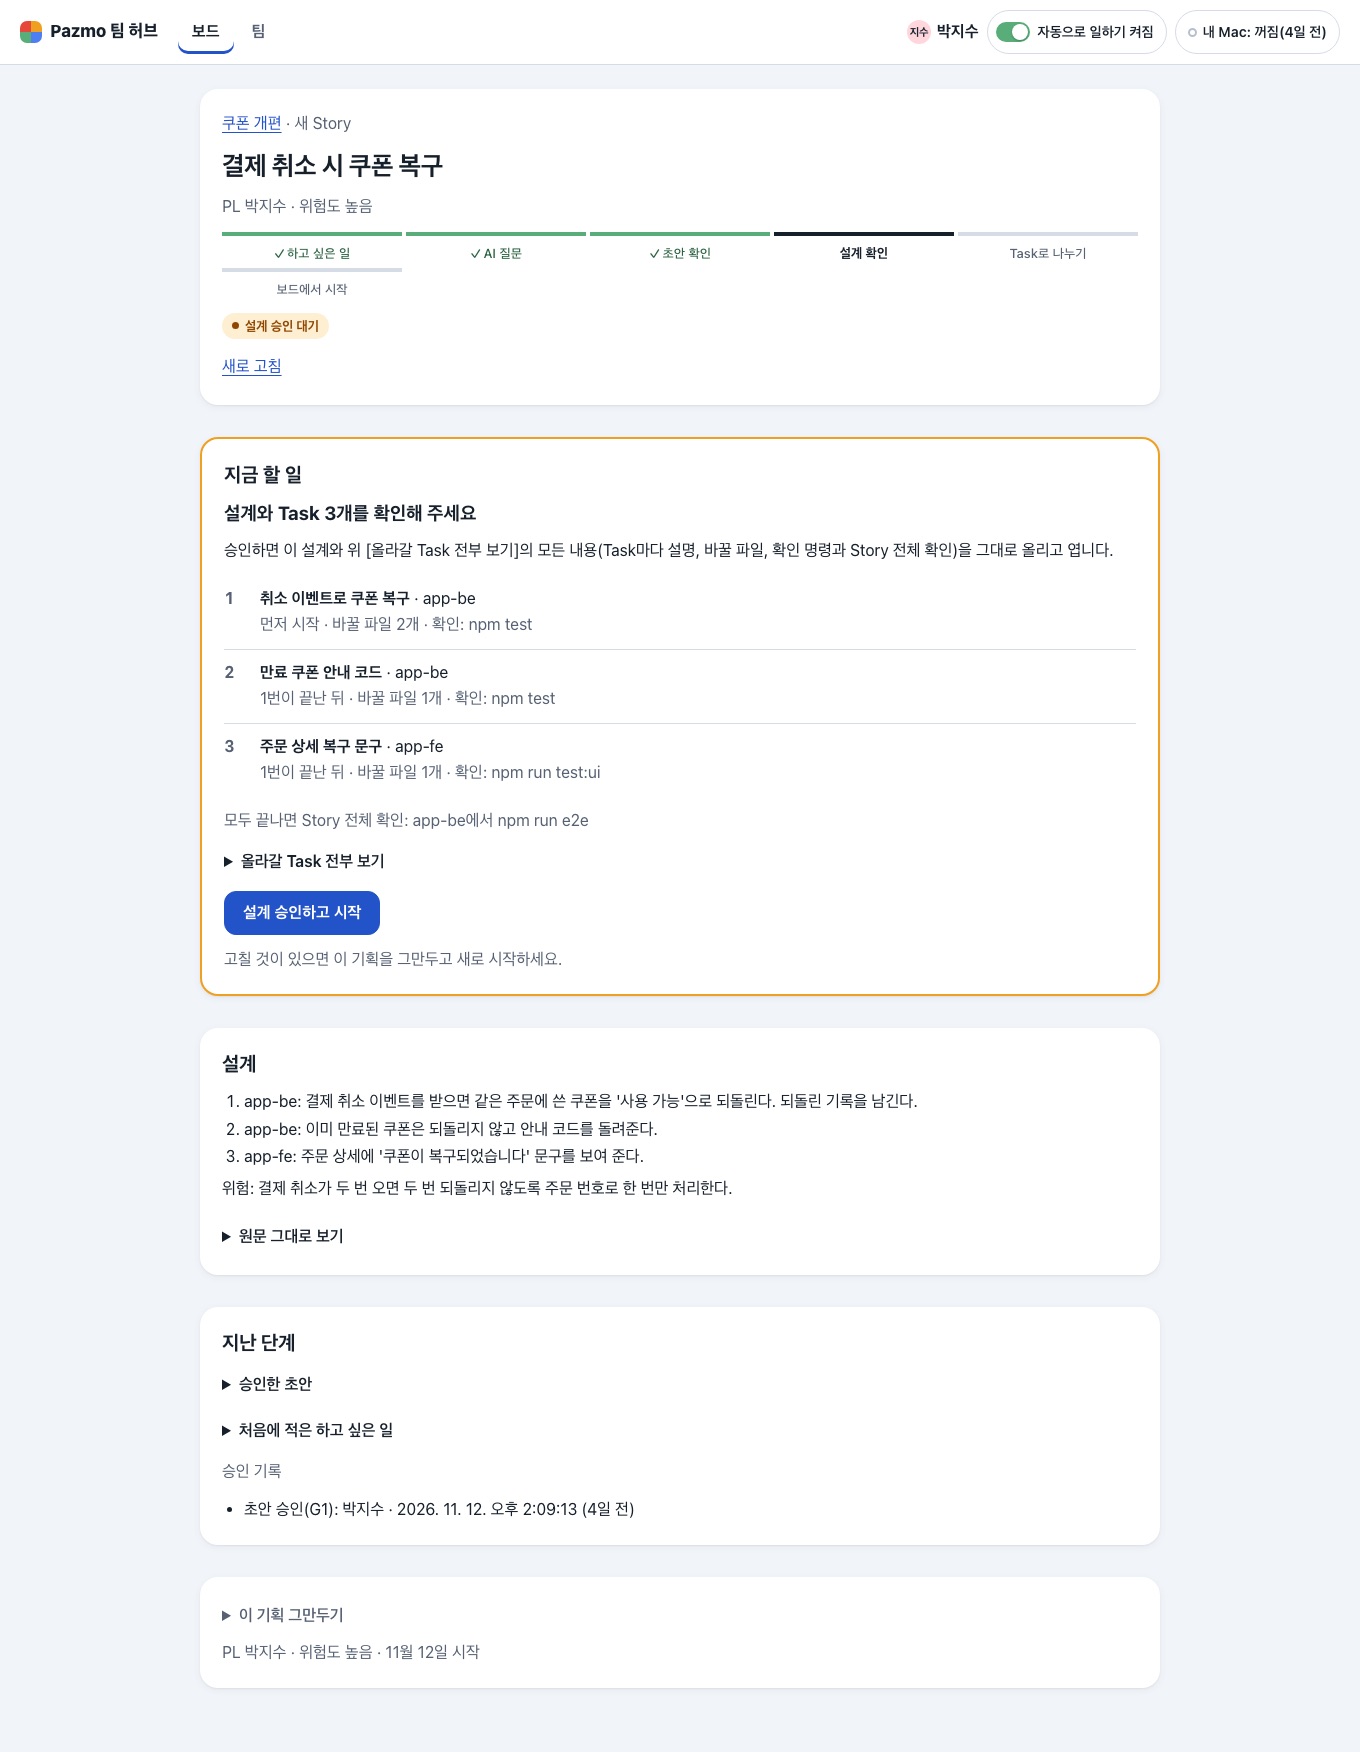 Pazmo 팀 허브
보드
팀
지수 박지수
자동으로 일하기 켜짐
내 Mac: 꺼짐(4일 전)
쿠폰 개편 · 새 Story
결제 취소 시 쿠폰 복구
PL 박지수 · 위험도 높음
✓ 하고 싶은 일
✓ AI 질문
✓ 초안 확인
설계 확인
Task로 나누기
보드에서 시작
설계 승인 대기
새로 고침
지금 할 일
설계와 Task 3개를 확인해 주세요
승인하면 이 설계와 위 [올라갈 Task 전부 보기]의 모든 내용(Task마다 설명, 바꿀 파일, 확인 명령과 Story 전체 확인)을 그대로 올리고 엽니다.
1 취소 이벤트로 쿠폰 복구 · app-be
먼저 시작 · 바꿀 파일 2개 · 확인: npm test
2 만료 쿠폰 안내 코드 · app-be
1번이 끝난 뒤 · 바꿀 파일 1개 · 확인: npm test
3 주문 상세 복구 문구 · app-fe
1번이 끝난 뒤 · 바꿀 파일 1개 · 확인: npm run test:ui
모두 끝나면 Story 전체 확인: app-be에서 npm run e2e
▶ 올라갈 Task 전부 보기
설계 승인하고 시작
고칠 것이 있으면 이 기획을 그만두고 새로 시작하세요.
설계
1. app-be: 결제 취소 이벤트를 받으면 같은 주문에 쓴 쿠폰을 '사용 가능'으로 되돌린다. 되돌린 기록을 남긴다.
2. app-be: 이미 만료된 쿠폰은 되돌리지 않고 안내 코드를 돌려준다.
3. app-fe: 주문 상세에 '쿠폰이 복구되었습니다' 문구를 보여 준다.
위험: 결제 취소가 두 번 오면 두 번 되돌리지 않도록 주문 번호로 한 번만 처리한다.
▶ 원문 그대로 보기
지난 단계
▶ 승인한 초안
▶ 처음에 적은 하고 싶은 일
승인 기록
• 초안 승인(G1): 박지수 · 2026. 11. 12. 오후 2:09:13 (4일 전)
▶ 이 기획 그만두기
PL 박지수 · 위험도 높음 · 11월 12일 시작